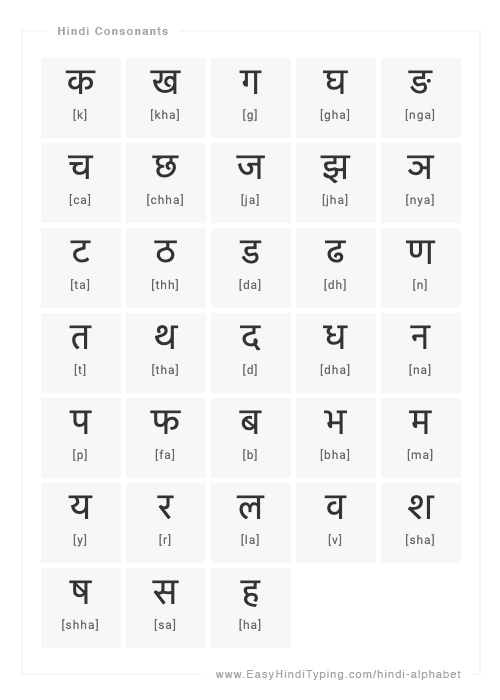 Hindi Consonants
क ख ग घ ङ
[k] [kha] [g] [gha] [nga]
च छ ज झ ञ
[ca] [chha] [ja] [jha] [nya]
ट ठ ड ढ ण
[ta] [thh] [da] [dh] [n]
त थ द ध न
[t] [tha] [d] [dha] [na]
प फ ब भ म
[p] [fa] [b] [bha] [ma]
य र ल व श
[y] [r] [la] [v] [sha]
ष स ह
[shha] [sa] [ha]
www.EasyHindiTyping.com/hindi-alphabet